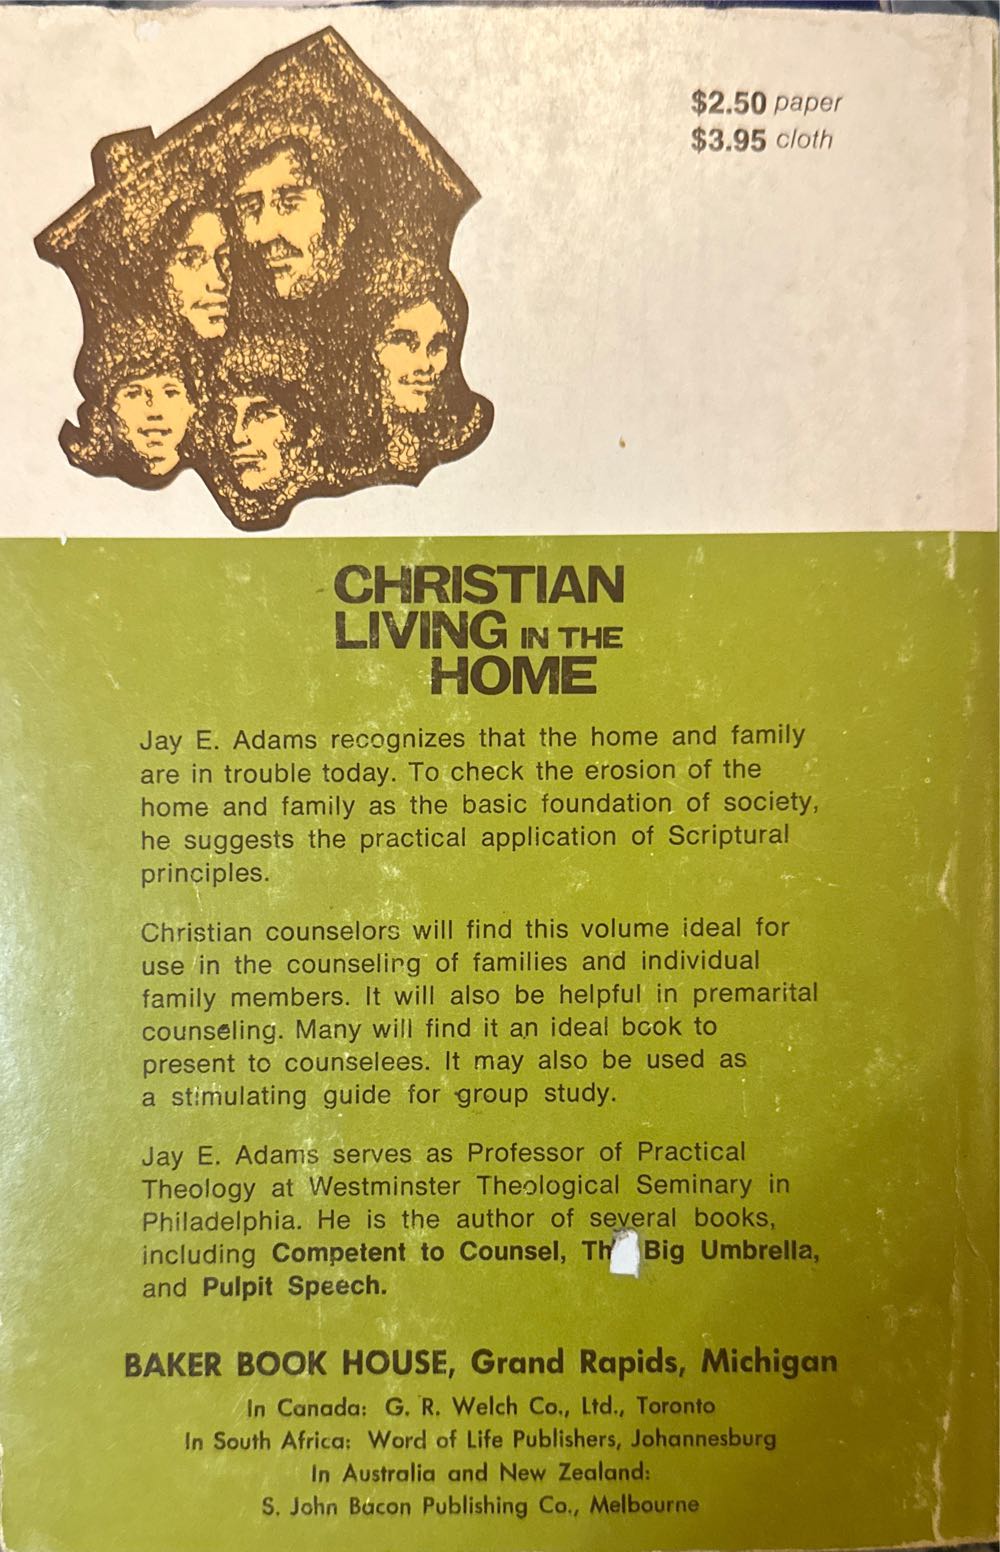 $2.50 paper
$3.95 cloth
CHRISTIAN
LIVING IN THE
HOME
Jay E. Adams recognizes that the home and family
are in trouble today. To check the erosion of the
home and family as the basic foundation of society,
he suggests the practical application of Scriptural
principles.
Christian counselors will find this volume ideal for
use in the counseling of families and individual
family members. It will also be helpful in premarital
counseling. Many will find it an ideal book to
present to counselees. It may also be used as
a stimulating guide for group study.
Jay E. Adams serves as Professor of Practical
Theology at Westminster Theological Seminary in
Philadelphia. He is the author of several books,
including Competent to Counsel, Th Big Umbrella,
and Pulpit Speech.
BAKER BOOK HOUSE, Grand Rapids, Michigan
In Canada: G. R. Welch Co., Ltd., Toronto
In South Africa: Word of Life Publishers, Johannesburg
In Australia and New Zealand:
S. John Bacon Publishing Co., Melbourne